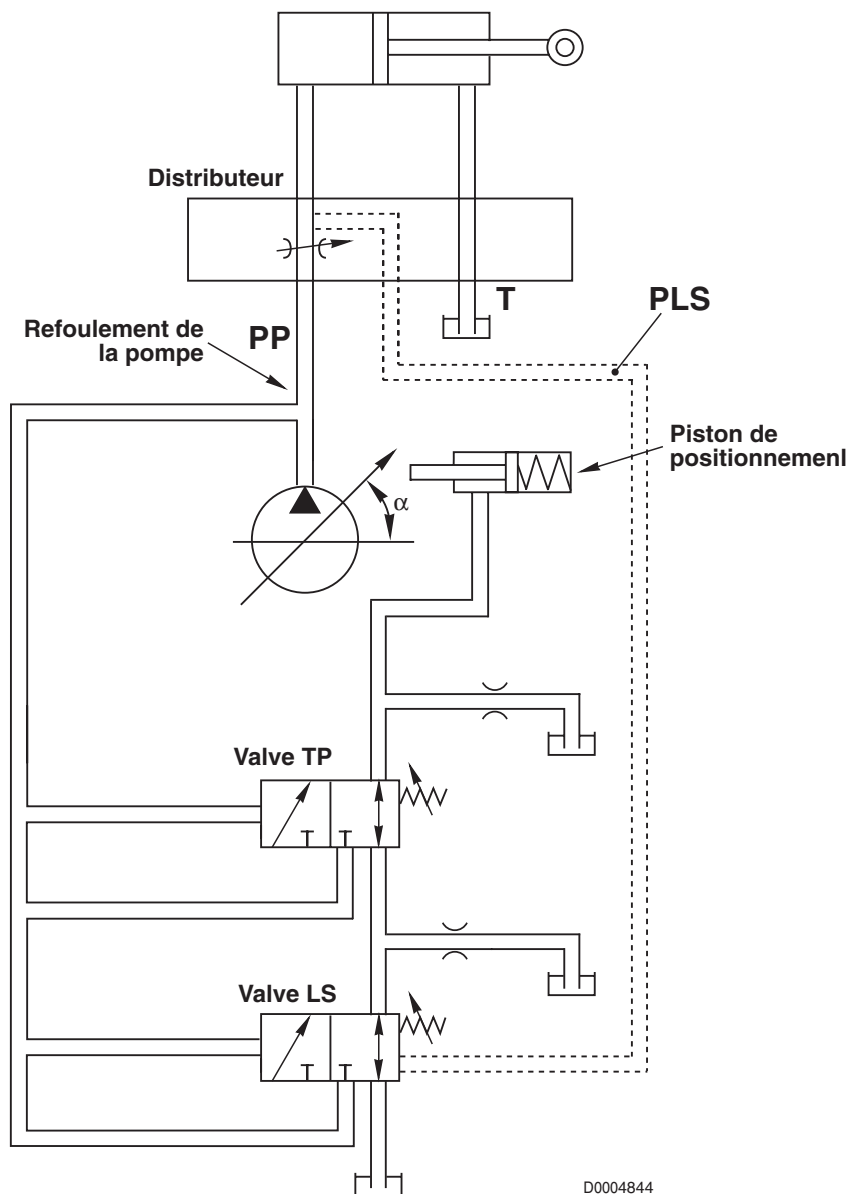 Distributeur
T
PLS
Refoulement de
la pompe
PP
Piston de
positionnemenl
α
Valve TP
Valve LS
D0004844